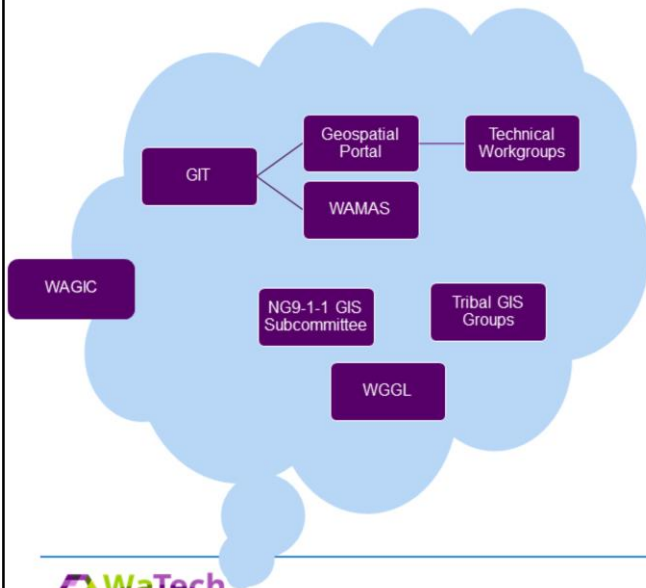 Geospatial
Portal
Technical
Workgroups
GIT
WAMAS
WAGIC
NG9-1-1 GIS
Subcommittee
Tribal GIS
Groups
WGGL
WaTech